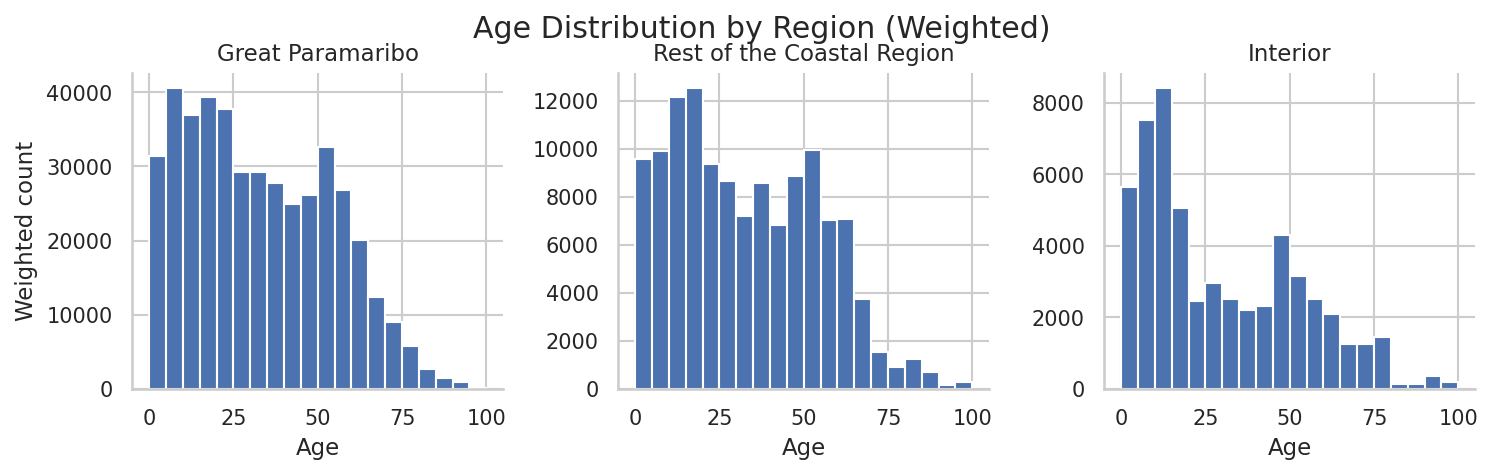 Age Distribution by Region (Weighted)
Great Paramaribo
Rest of the Coastal Region
Interior
Weighted count
40000
30000
20000
10000
0
0 25 50 75 100
Age
12000
10000
8000
6000
4000
2000
0
0 25 50 75 100
Age
8000
6000
4000
2000
0
0 25 50 75 100
Age